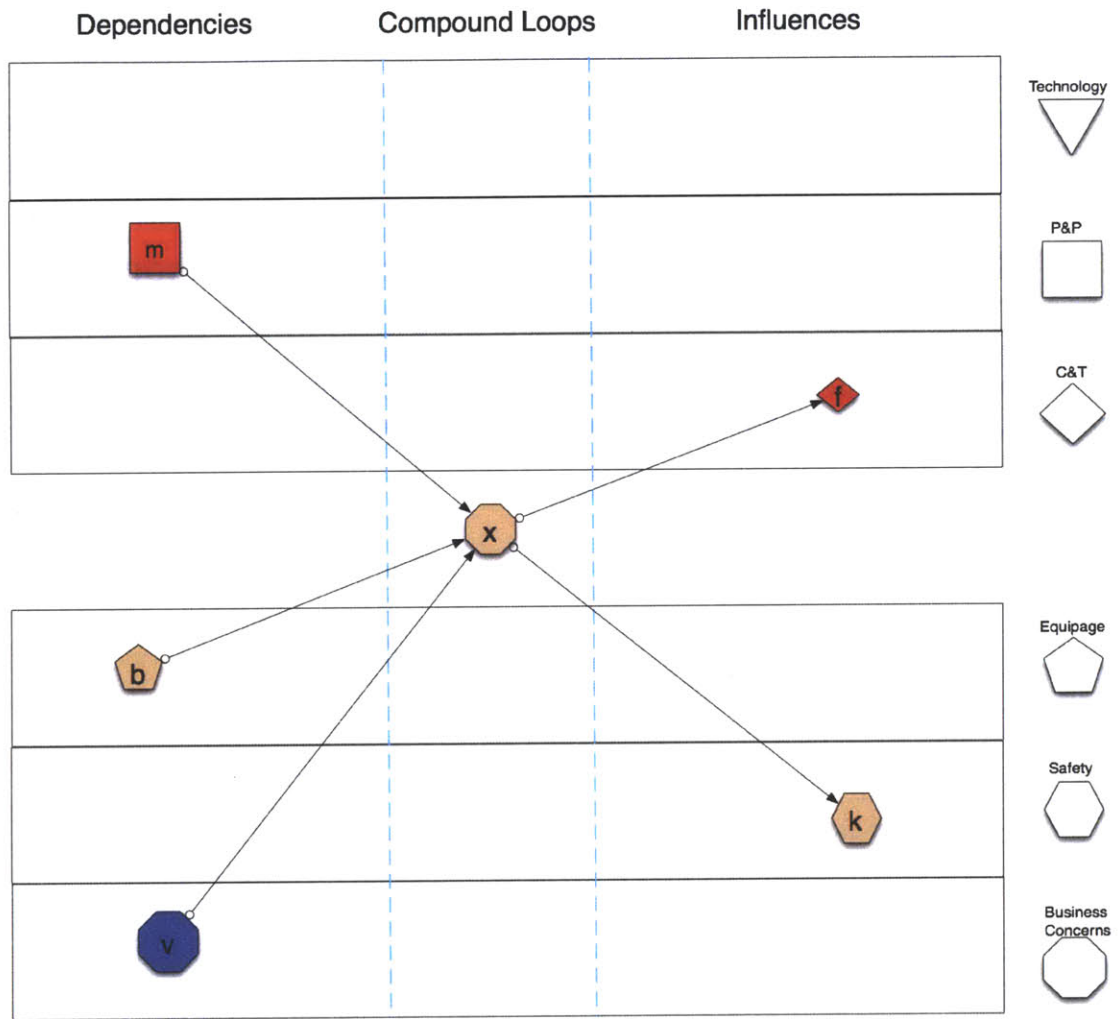 Dependencies
Compound Loops
Influences
Technology
m
P&P
C&T
f
x
Equipage
b
Safety
k
v
Business
Concerns